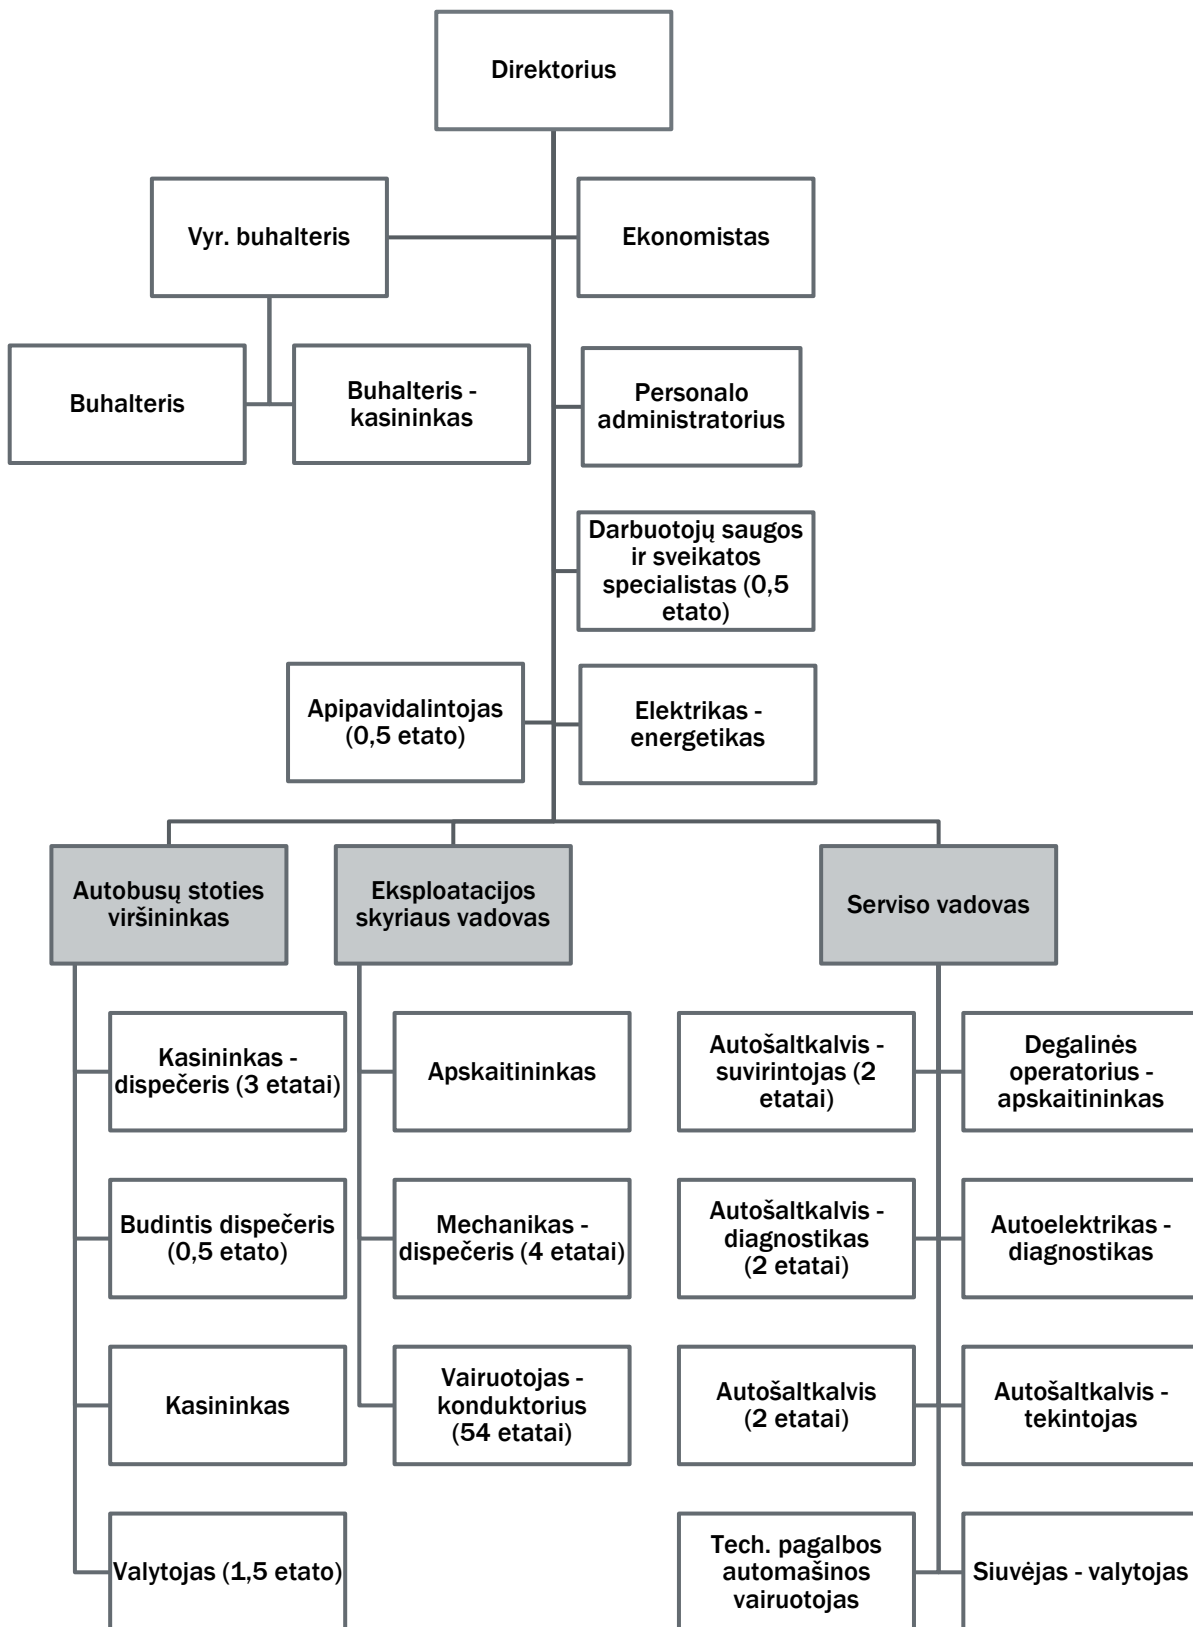 Direktorius
Vyr. buhalteris
Ekonomistas
Buhalteris
Buhalteris -
kasininkas
Personalo
administratorius
Darbuotojų saugos
ir sveikatos
specialistas (0,5
etato)
Apipavidalintojas
(0,5 etato)
Elektrikas -
energetikas
Autobusų stoties
viršininkas
Eksploatacijos
skyriaus vadovas
Serviso vadovas
Kasininkas -
dispečeris (3 etatai)
Apskaitininkas
Autošaltkalvis -
suvirintojas (2
etatai)
Degalinės
operatorius -
apskaitininkas
Budintis dispečeris
(0,5 etato)
Mechanikas -
dispečeris (4 etatai)
Autošaltkalvis -
diagnostikas
(2 etatai)
Autoelektrikas -
diagnostikas
Kasininkas
Vairuotojas -
konduktorius
(54 etatai)
Autošaltkalvis
(2 etatai)
Autošaltkalvis -
tekintojas
Valytojas (1,5 etato)
Tech. pagalbos
automašinos
vairuotojas
Siuvėjas - valytojas